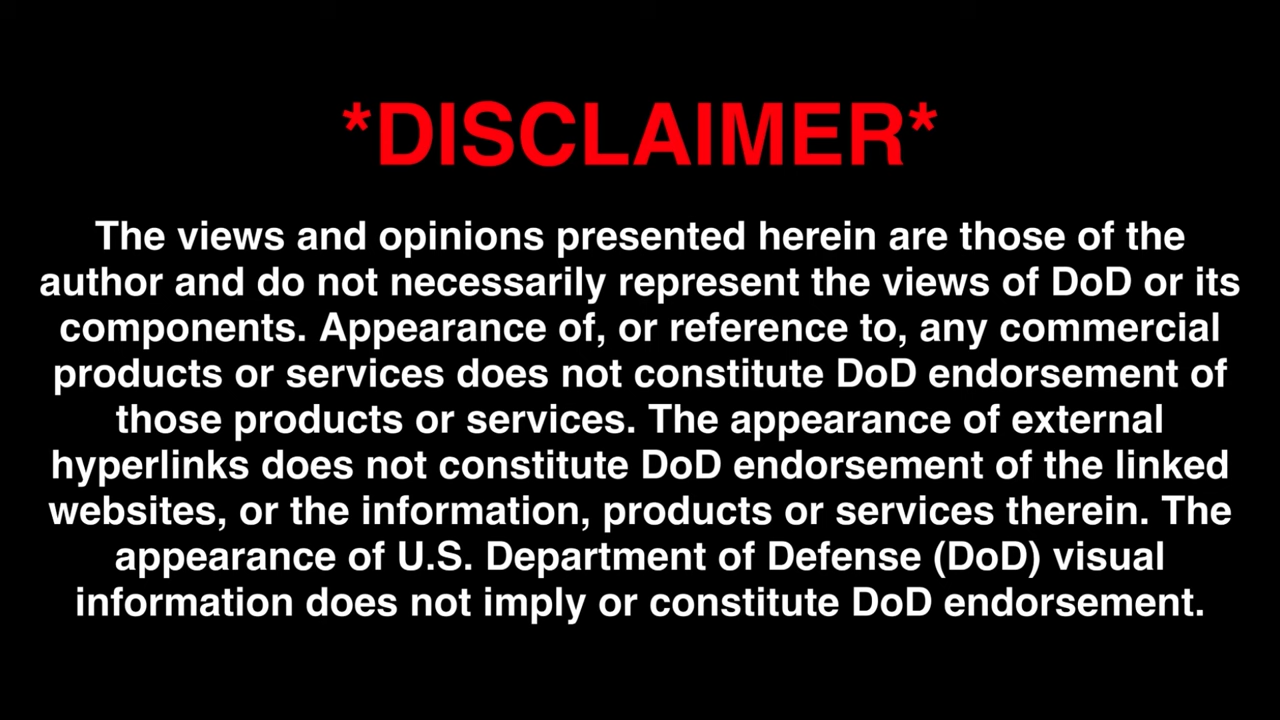 *DISCLAIMER*
The views and opinions presented herein are those of the
author and do not necessarily represent the views of DoD or its
components. Appearance of, or reference to, any commercial
products or services does not constitute DoD endorsement of
those products or services. The appearance of external
hyperlinks does not constitute DoD endorsement of the linked
websites, or the information, products or services therein. The
appearance of U.S. Department of Defense (DoD) visual
information does not imply or constitute DoD endorsement.